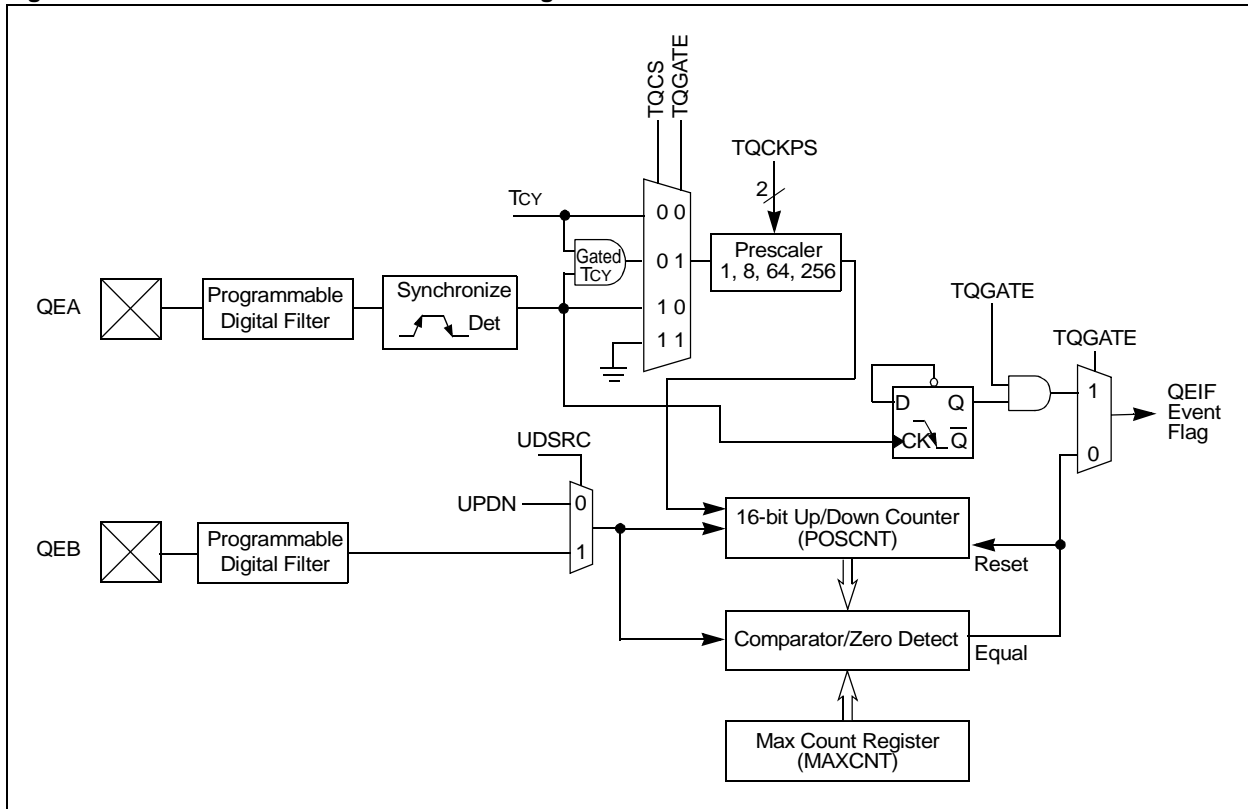 TQCS
TQGATE
TQCKPS
2
TCY
0 0
Gated
TCY
0 1
Prescaler
1, 8, 64, 256
QEA
Programmable
Digital Filter
Synchronize
Det
1 0
1 1
TQGATE
TQGATE
D Q
CK Q
1
0
QEIF
Event
Flag
UDSRC
UPDN
0
1
QEB
Programmable
Digital Filter
16-bit Up/Down Counter
(POSCNT)
Reset
Comparator/Zero Detect
Equal
Max Count Register
(MAXCNT)